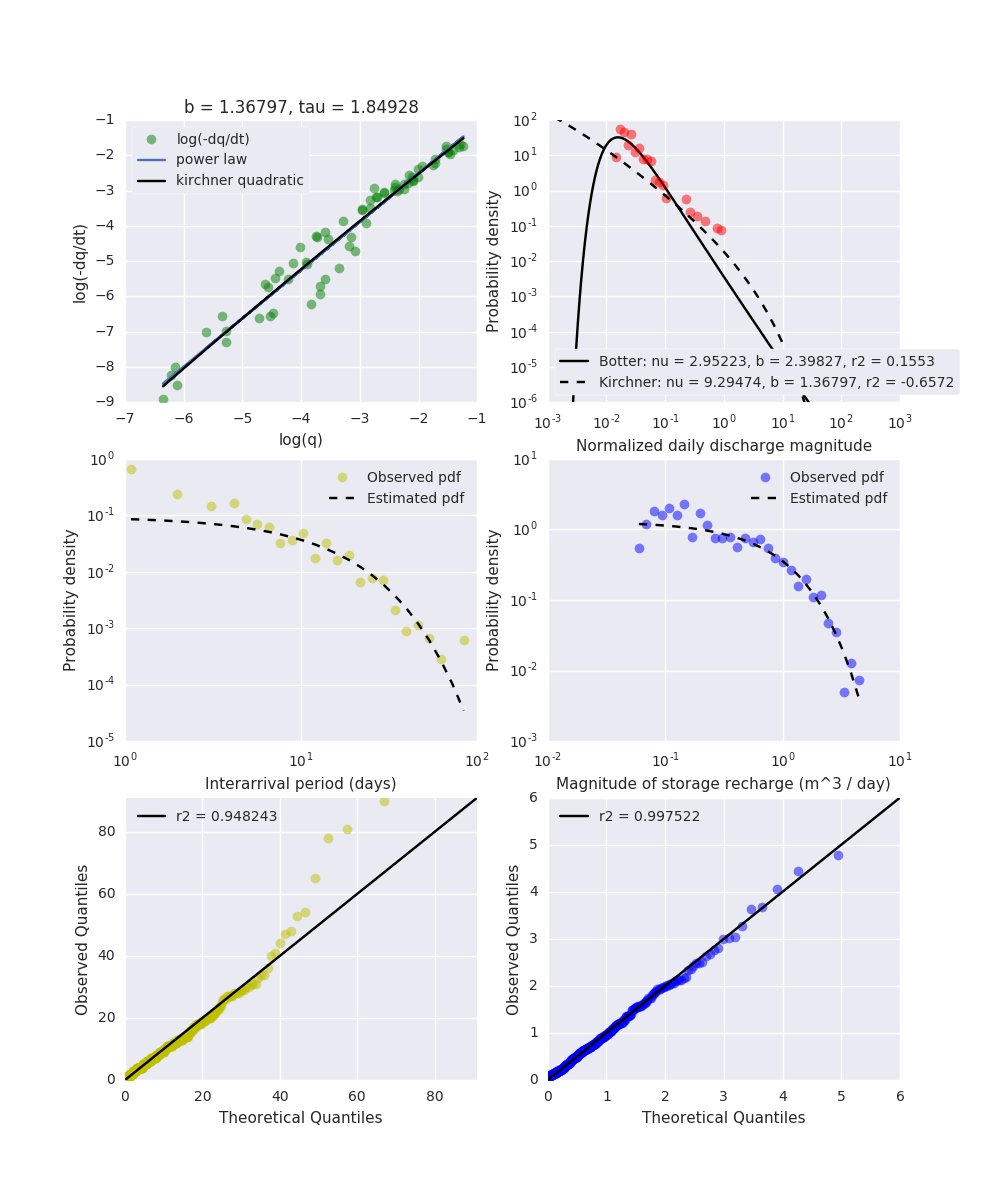 b = 1.36797, tau = 1.84928
log(-dq/dt)
power law
kirchner quadratic
log(-dq/dt)
−1
−2
−3
−4
−5
−6
−7
−8
−9
−7 −6 −5 −4 −3 −2 −1
log(q)
Probability density
10^2
10^1
10^0
10^-1
10^-2
10^-3
10^-4
10^-5
10^-6
Botter: nu = 2.95223, b = 2.39827, r2 = 0.1553
Kirchner: nu = 9.29474, b = 1.36797, r2 = -0.6572
10^-3 10^-2 10^-1 10^0 10^1 10^2 10^3
Normalized daily discharge magnitude
Observed pdf
Estimated pdf
Probability density
10^0
10^-1
10^-2
10^-3
10^-4
10^-5
10^0 10^1 10^2
Interarrival period (days)
Observed pdf
Estimated pdf
Probability density
10^1
10^0
10^-1
10^-2
10^-3
10^-2 10^-1 10^0 10^1
Magnitude of storage recharge (m^3 / day)
r2 = 0.948243
Observed Quantiles
80
60
40
20
0
0 20 40 60 80
Theoretical Quantiles
r2 = 0.997522
Observed Quantiles
6
5
4
3
2
1
0
0 1 2 3 4 5 6
Theoretical Quantiles